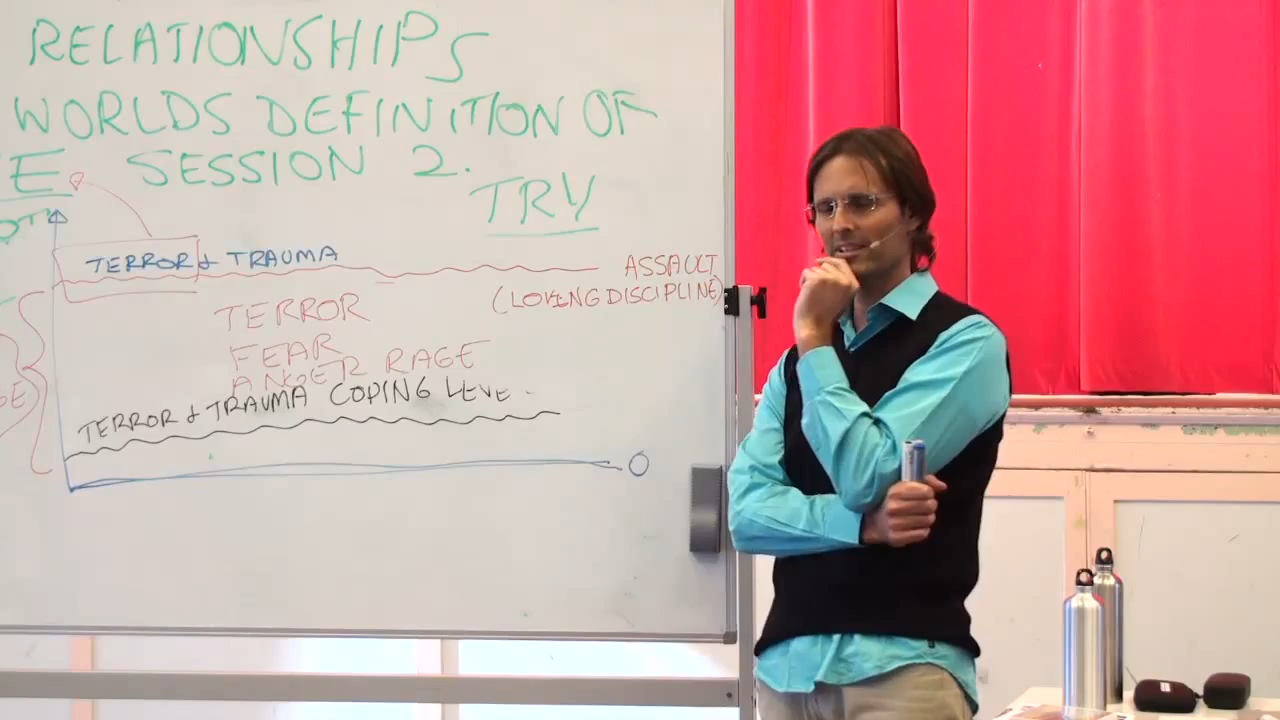 RELATIONSHIPS
WORLDS DEFINITION OF
SESSION 2.
TRY
TERROR & TRAUMA
ASSAULT
(LOVING DISCIPLINE)
TERROR
FEAR
ANGER RAGE
TERROR & TRAUMA COPING LEVE
O